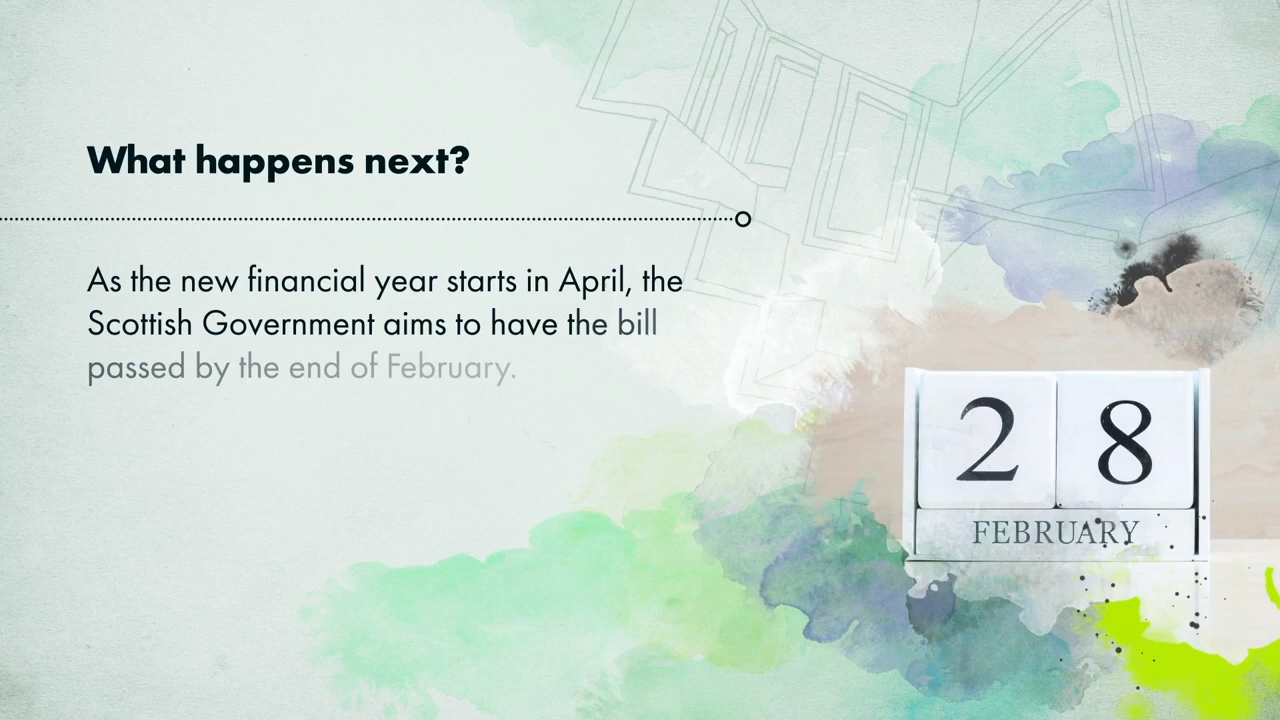 What happens next?
As the new financial year starts in April, the
Scottish Government aims to have the bill
passed by the end of February.
2 8
FEBRUARY